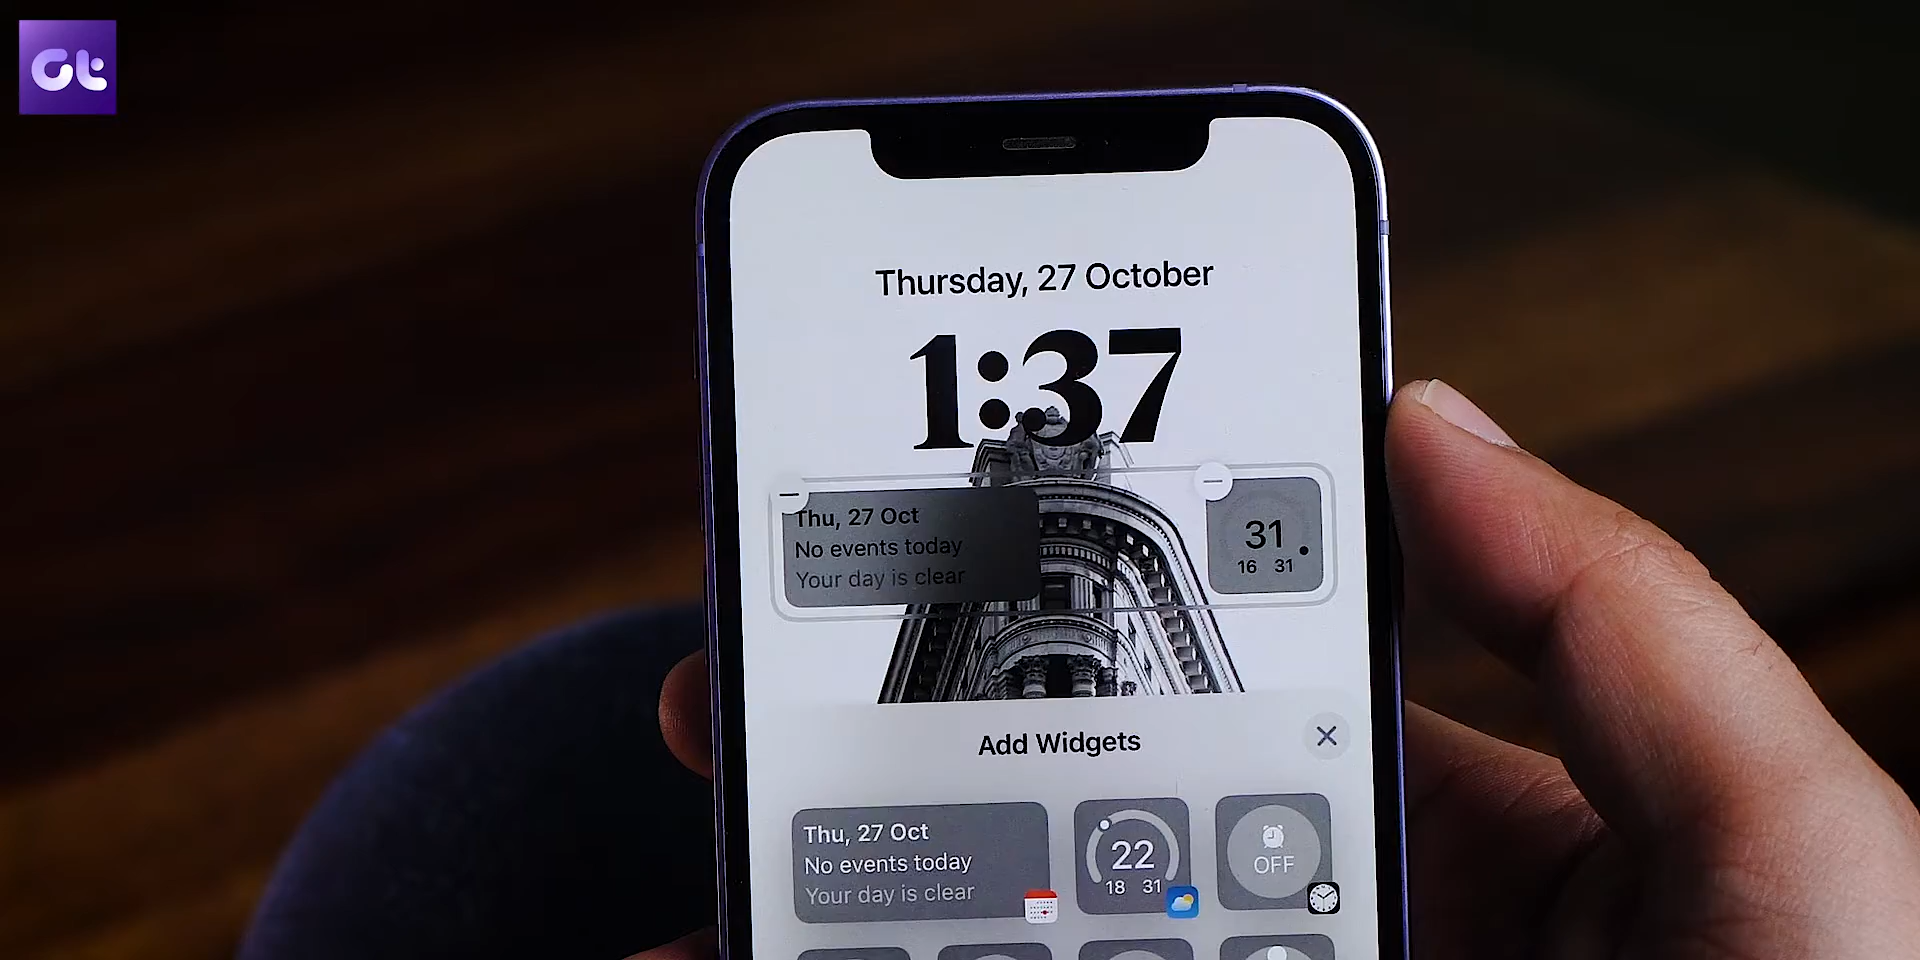 Gt
Thursday, 27 October
1:37
Thu, 27 Oct
No events today
Your day is clear
31
16 31
Add Widgets
Thu, 27 Oct
No events today
Your day is clear
22
18 31
OFF